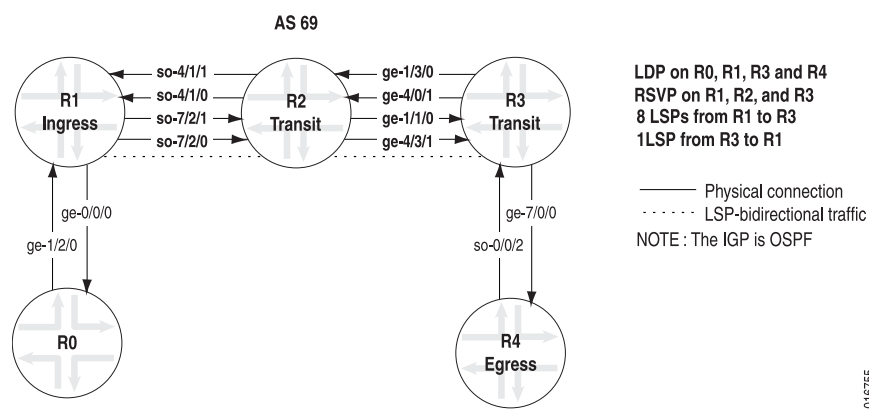 AS 69
R1
Ingress
so-4/1/1
so-4/1/0
so-7/2/1
so-7/2/0
R2
Transit
ge-1/3/0
ge-4/0/1
ge-1/1/0
ge-4/3/1
R3
Transit
LDP on R0, R1, R3 and R4
RSVP on R1, R2, and R3
8 LSPs from R1 to R3
1LSP from R3 to R1
Physical connection
LSP-bidirectional traffic
NOTE : The IGP is OSPF
ge-0/0/0
ge-1/2/0
ge-7/0/0
so-0/0/2
R0
R4
Egress
016755